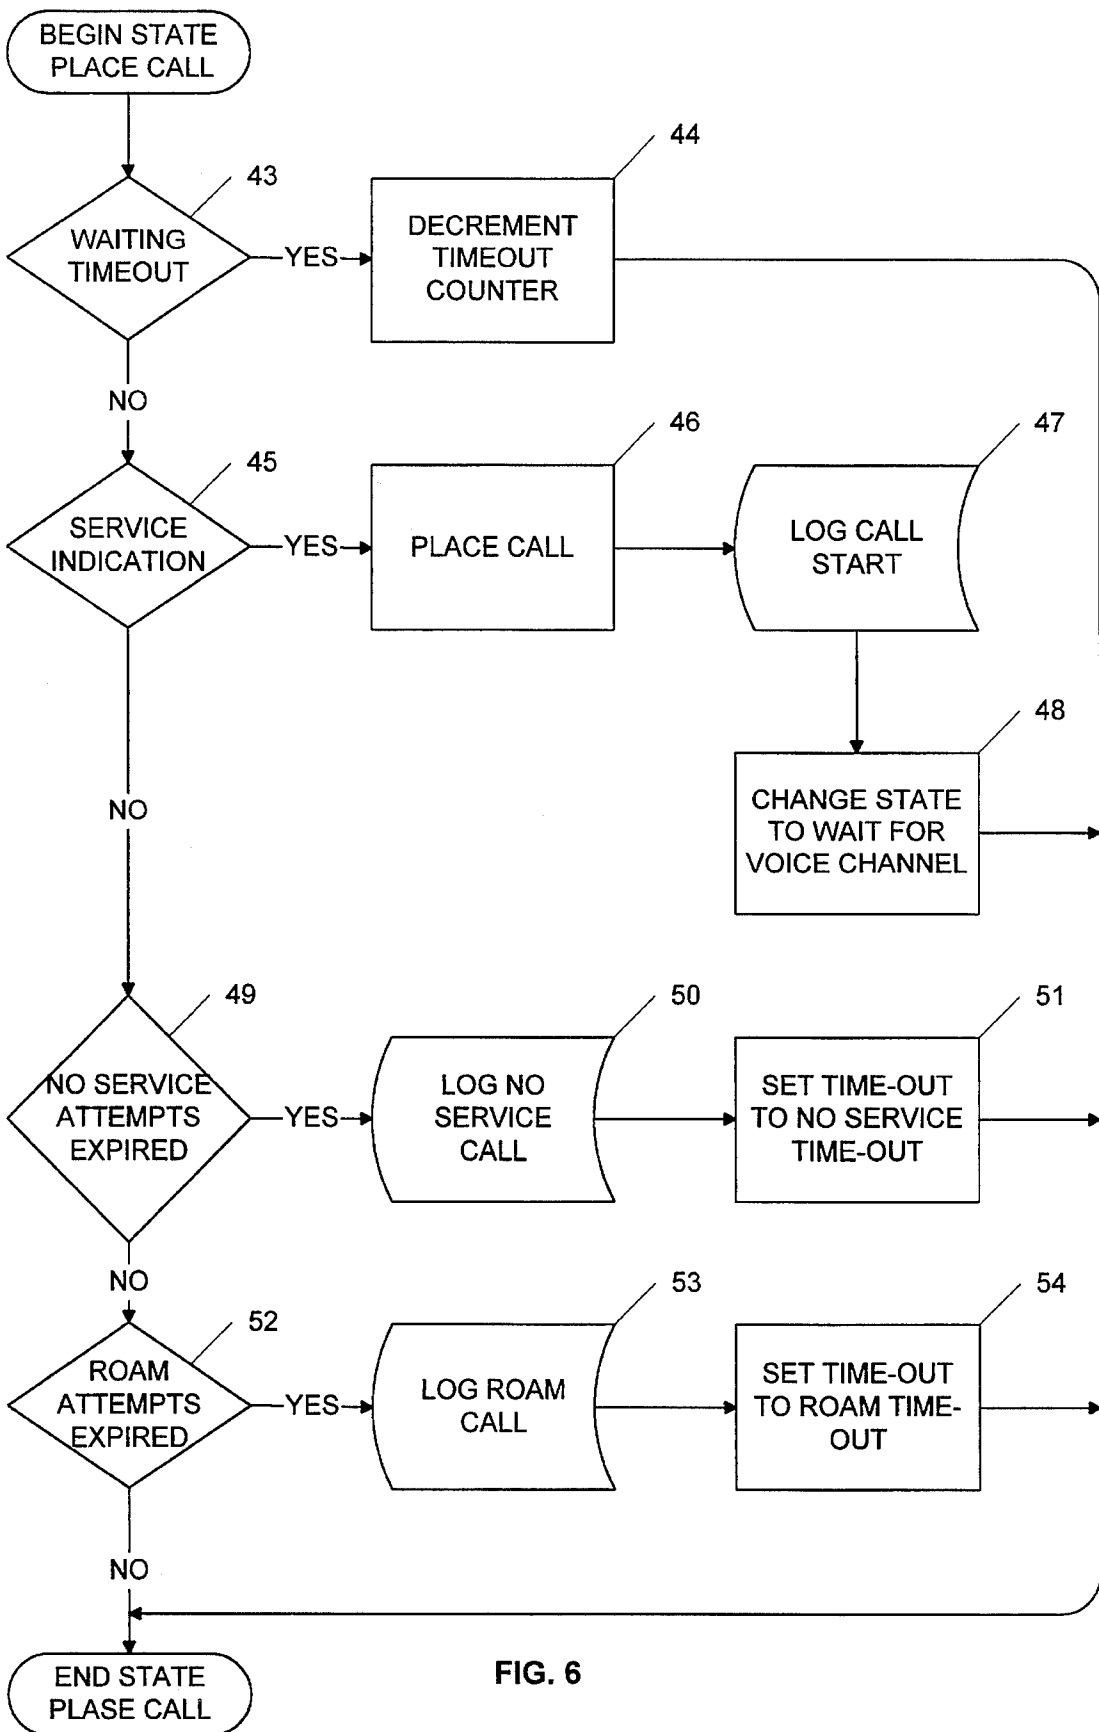 BEGIN STATE
PLACE CALL
43
WAITING
TIMEOUT
YES
44
DECREMENT
TIMEOUT
COUNTER
NO
45
SERVICE
INDICATION
YES
46
PLACE CALL
47
LOG CALL
START
NO
48
CHANGE STATE
TO WAIT FOR
VOICE CHANNEL
49
NO SERVICE
ATTEMPTS
EXPIRED
YES
50
LOG NO
SERVICE
CALL
51
SET TIME-OUT
TO NO SERVICE
TIME-OUT
NO
52
ROAM
ATTEMPTS
EXPIRED
YES
53
LOG ROAM
CALL
54
SET TIME-OUT
TO ROAM TIME-
OUT
NO
END STATE
PLASE CALL
FIG. 6